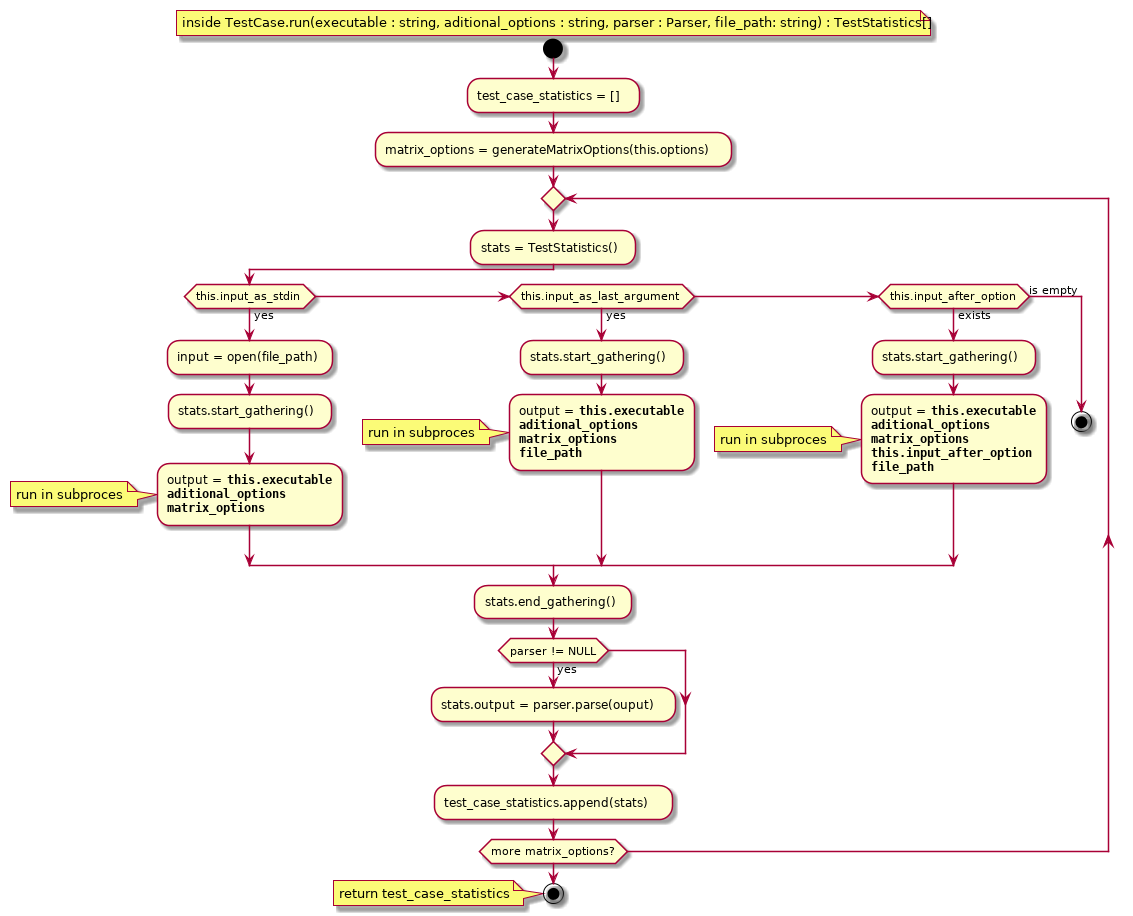 inside TestCase.run(executable : string, aditional_options : string, parser : Parser, file_path: string) : TestStatistics[]
test_case_statistics = []
matrix_options = generateMatrixOptions(this.options)
stats = TestStatistics()
this.input_as_stdin
yes
input = open(file_path)
stats.start_gathering()
run in subproces
output = this.executable
aditional_options
matrix_options
this.input_as_last_argument
yes
stats.start_gathering()
run in subproces
output = this.executable
aditional_options
matrix_options
file_path
this.input_after_option
is empty
exists
stats.start_gathering()
run in subproces
output = this.executable
aditional_options
matrix_options
this.input_after_option
file_path
stats.end_gathering()
parser != NULL
yes
stats.output = parser.parse(ouput)
test_case_statistics.append(stats)
more matrix_options?
return test_case_statistics